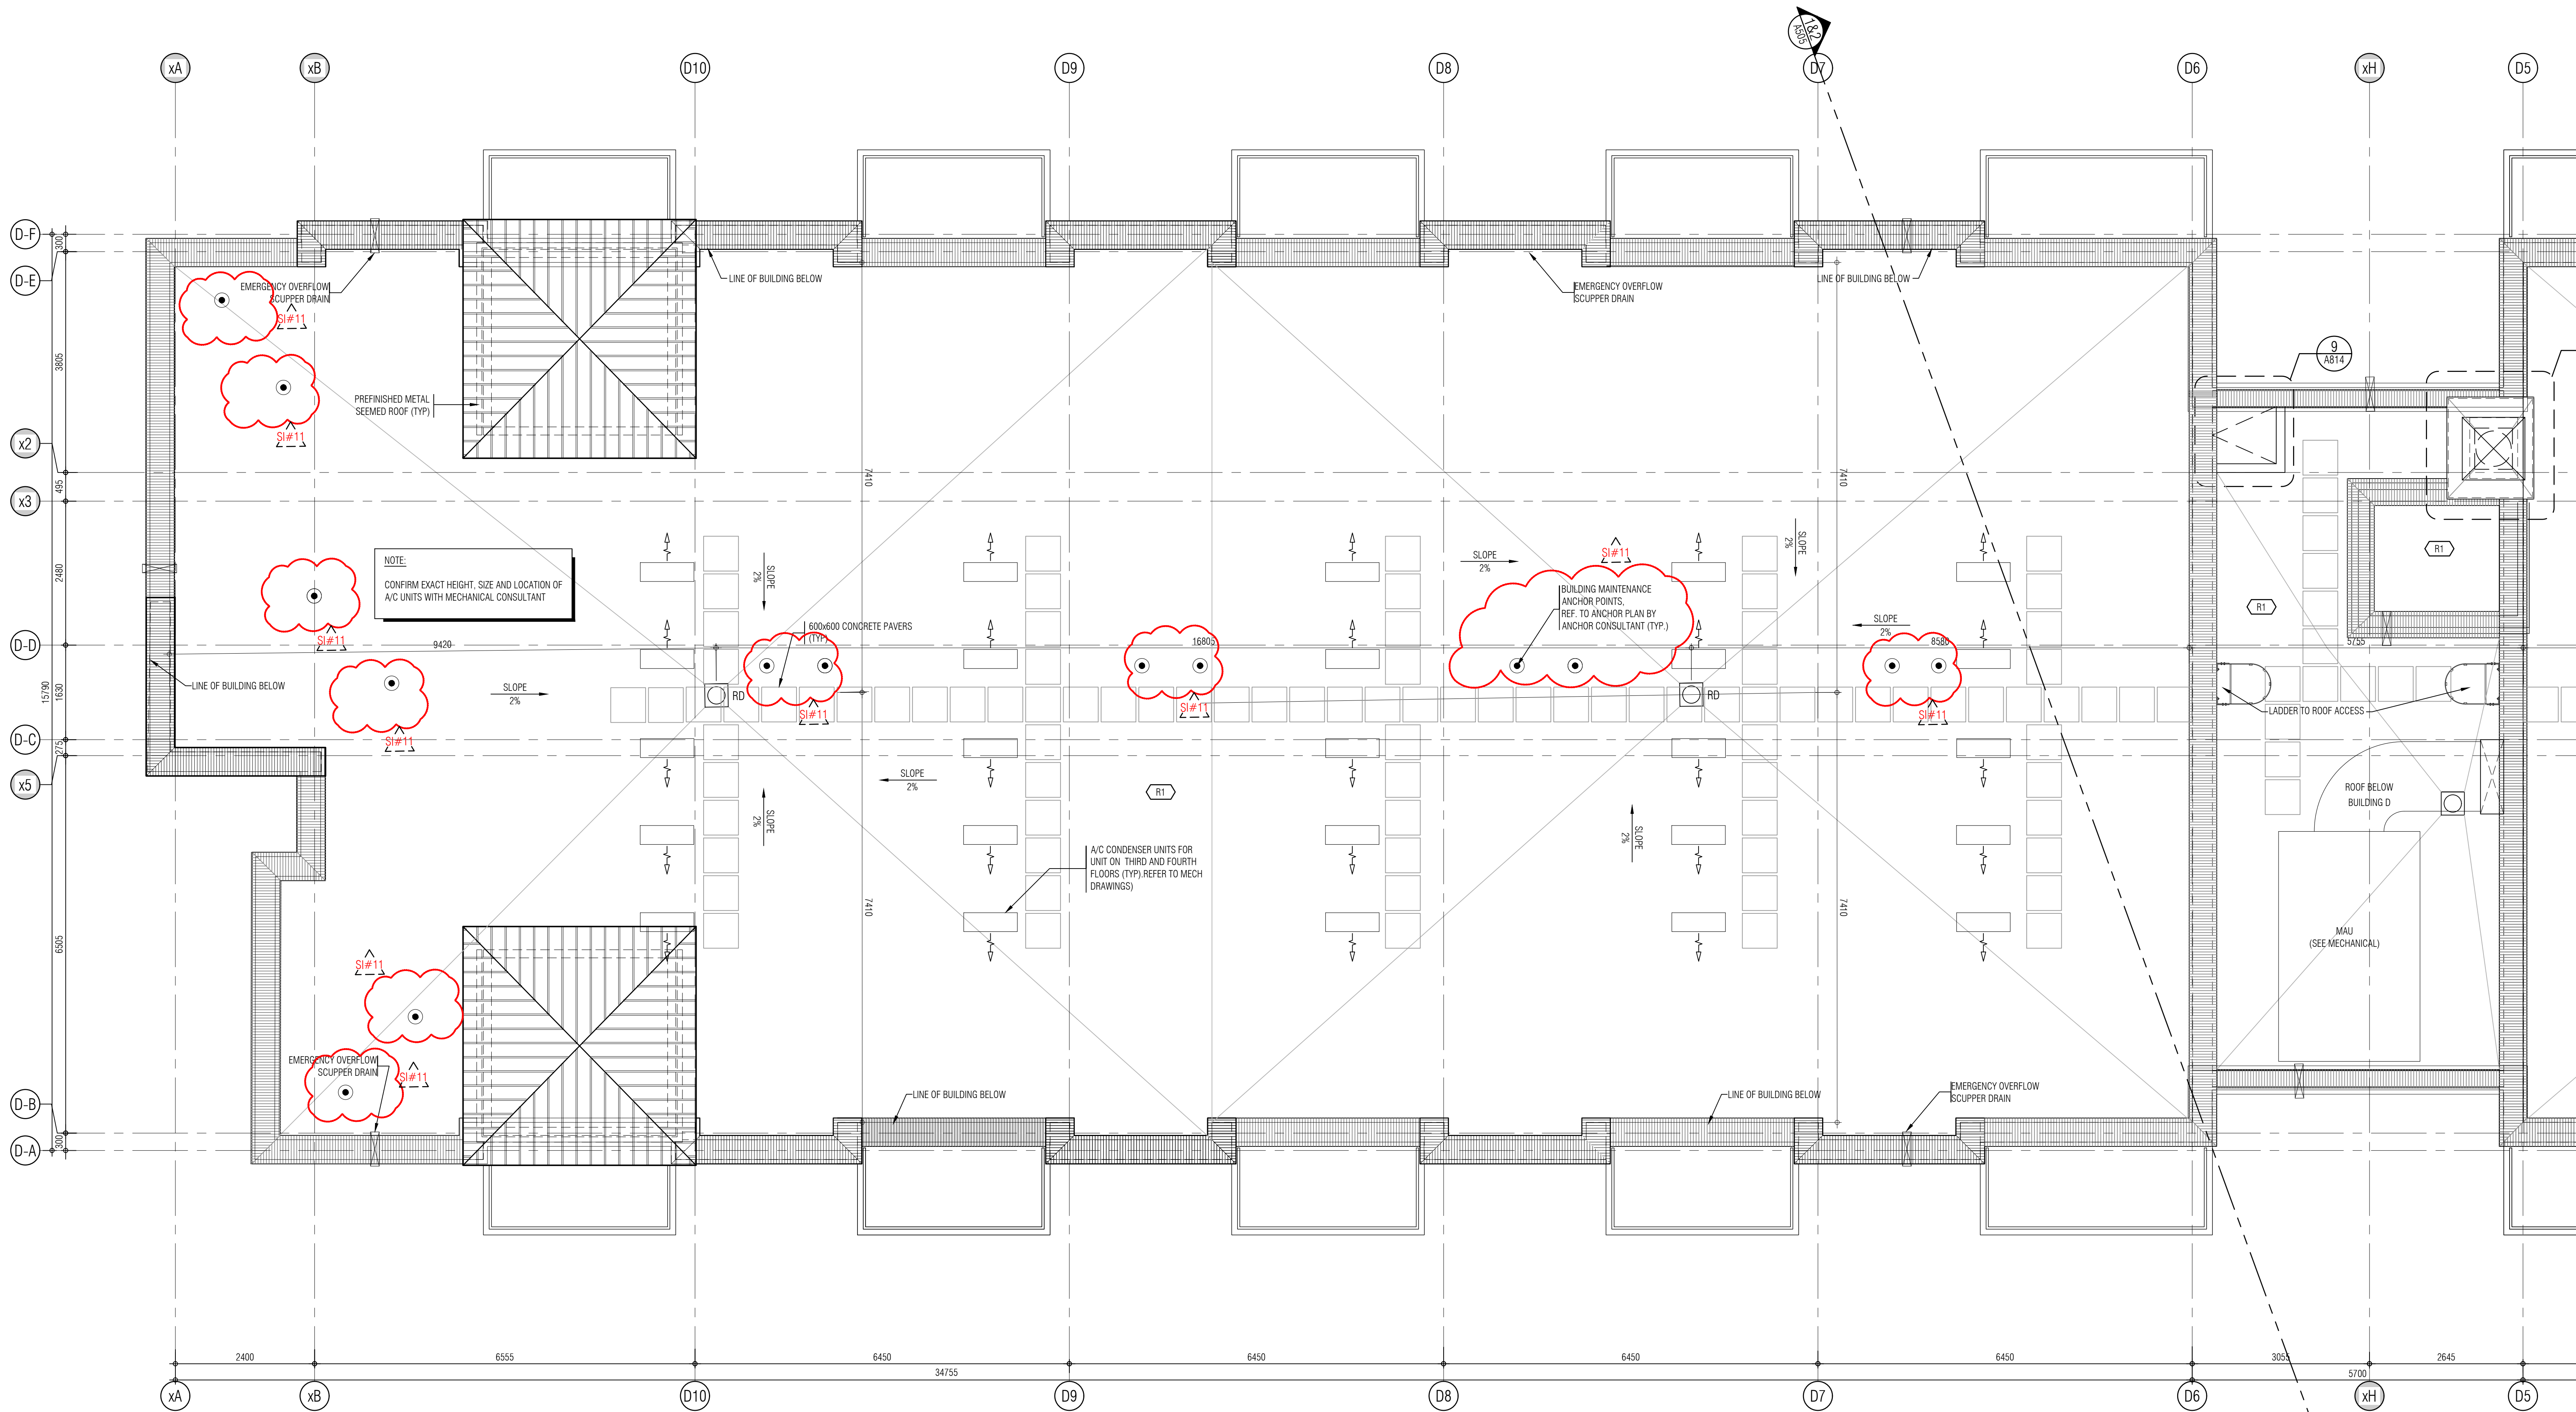 1&2
A505
xA
xB
D10
D9
D8
D7
D6
xH
D5
D-F
300
D-E
3805
x2
495
x3
2480
D-D
15790
1630
D-C
275
x5
6505
D-B
300
D-A
EMERGENCY OVERFLOW
SCUPPER DRAIN
SI#11
LINE OF BUILDING BELOW
EMERGENCY OVERFLOW
SCUPPER DRAIN
LINE OF BUILDING BELOW
9
A814
SI#11
PREFINISHED METAL
SEEMED ROOF (TYP)
7410
7410
NOTE:
CONFIRM EXACT HEIGHT, SIZE AND LOCATION OF
A/C UNITS WITH MECHANICAL CONSULTANT
SLOPE
2%
SLOPE
2%
SI#11
SLOPE
2%
R1
BUILDING MAINTENANCE
ANCHOR POINTS,
REF. TO ANCHOR PLAN BY
ANCHOR CONSULTANT (TYP.)
R1
SI#11
9420
600x600 CONCRETE PAVERS
(TYP)
16805
SLOPE
2%
8580
5755
LINE OF BUILDING BELOW
SLOPE
2%
RD
SI#11
SI#11
RD
SI#11
LADDER TO ROOF ACCESS
SI#11
SLOPE
2%
R1
ROOF BELOW
BUILDING D
SLOPE
2%
SLOPE
2%
A/C CONDENSER UNITS FOR
UNIT ON THIRD AND FOURTH
FLOORS (TYP).REFER TO MECH
DRAWINGS)
7410
7410
MAU
(SEE MECHANICAL)
SI#11
EMERGENCY OVERFLOW
SCUPPER DRAIN
SI#11
LINE OF BUILDING BELOW
LINE OF BUILDING BELOW
EMERGENCY OVERFLOW
SCUPPER DRAIN
2400
6555
6450
6450
6450
6450
3055
2645
34755
5700
xA
xB
D10
D9
D8
D7
D6
xH
D5